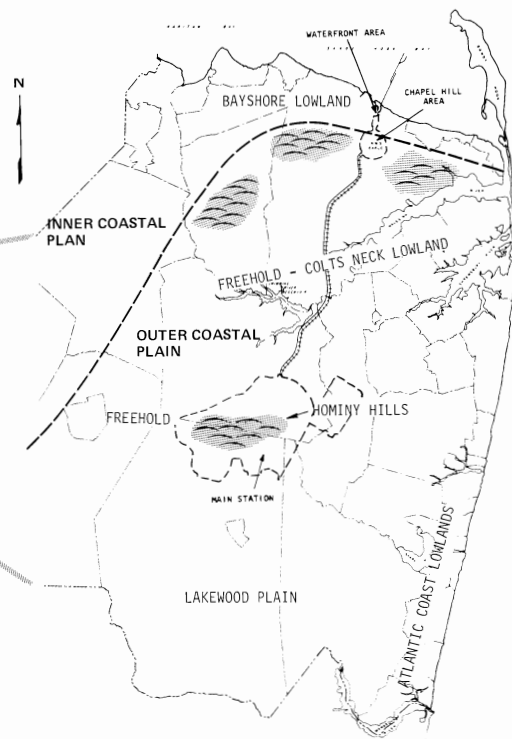 WATERFRONT AREA
N
CHAPEL HILL
AREA
BAYSHORE LOWLAND
INNER COASTAL
PLAN
FREEHOLD - COLTS NECK LOWLAND
OUTER COASTAL
PLAIN
FREEHOLD
HOMINY HILLS
MAIN STATION
LAKEWOOD PLAIN
ATLANTIC COAST LOWLANDS